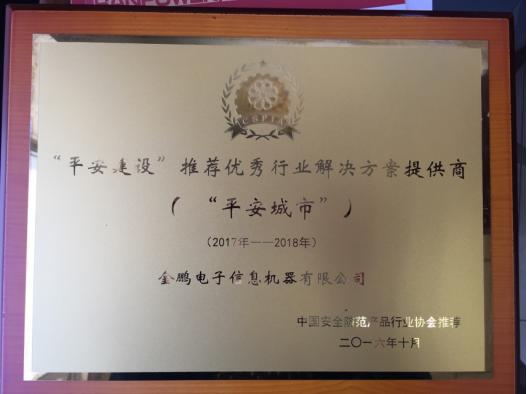 CSPIA
“平安建设”推荐优秀行业解决方案提供商
（“平安城市”）
（2017年——2018年）
金鹏电子信息机器有限公司
中国安全防范产品行业协会推荐
二〇一六年十月